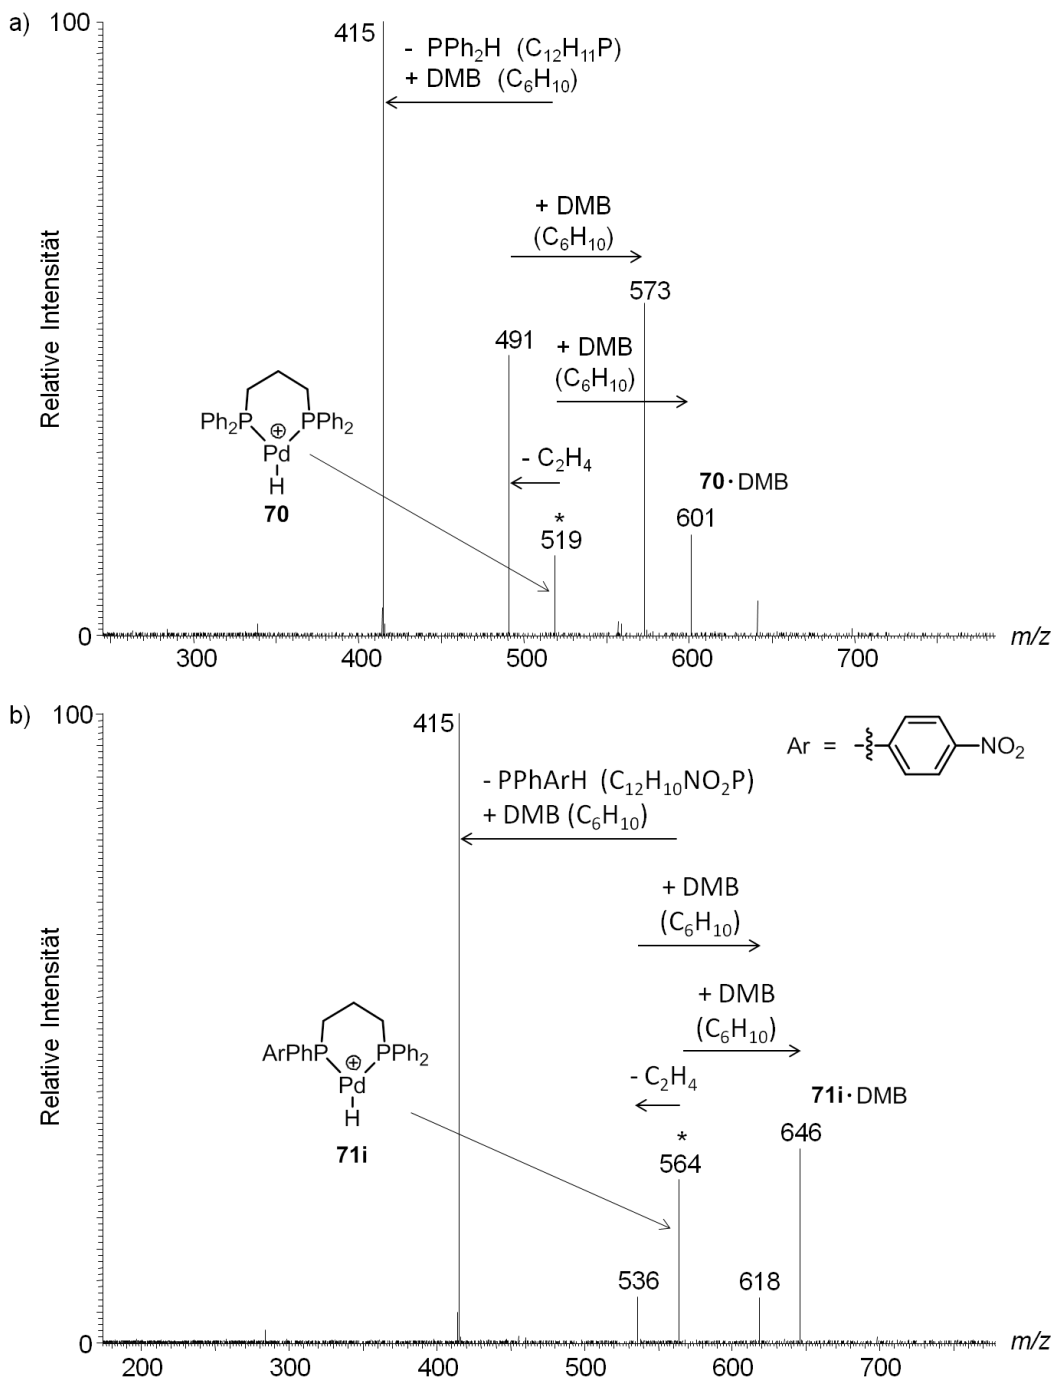 a)
100
415
- PPh₂H (C₁₂H₁₁P)
+ DMB (C₆H₁₀)
+ DMB
(C₆H₁₀)
573
491
+ DMB
(C₆H₁₀)
Relative Intensität
Ph₂P PPh₂
⊕
Pd
H
70
- C₂H₄
70·DMB
*
519
601
0
300 400 500 600 700 m/z
b)
100
415
Ar = NO₂
- PPhArH (C₁₂H₁₀NO₂P)
+ DMB (C₆H₁₀)
+ DMB
(C₆H₁₀)
+ DMB
(C₆H₁₀)
Relative Intensität
ArPhP PPh₂
⊕
Pd
H
71i
- C₂H₄
71i·DMB
*
564
646
536
618
0
200 300 400 500 600 700 m/z